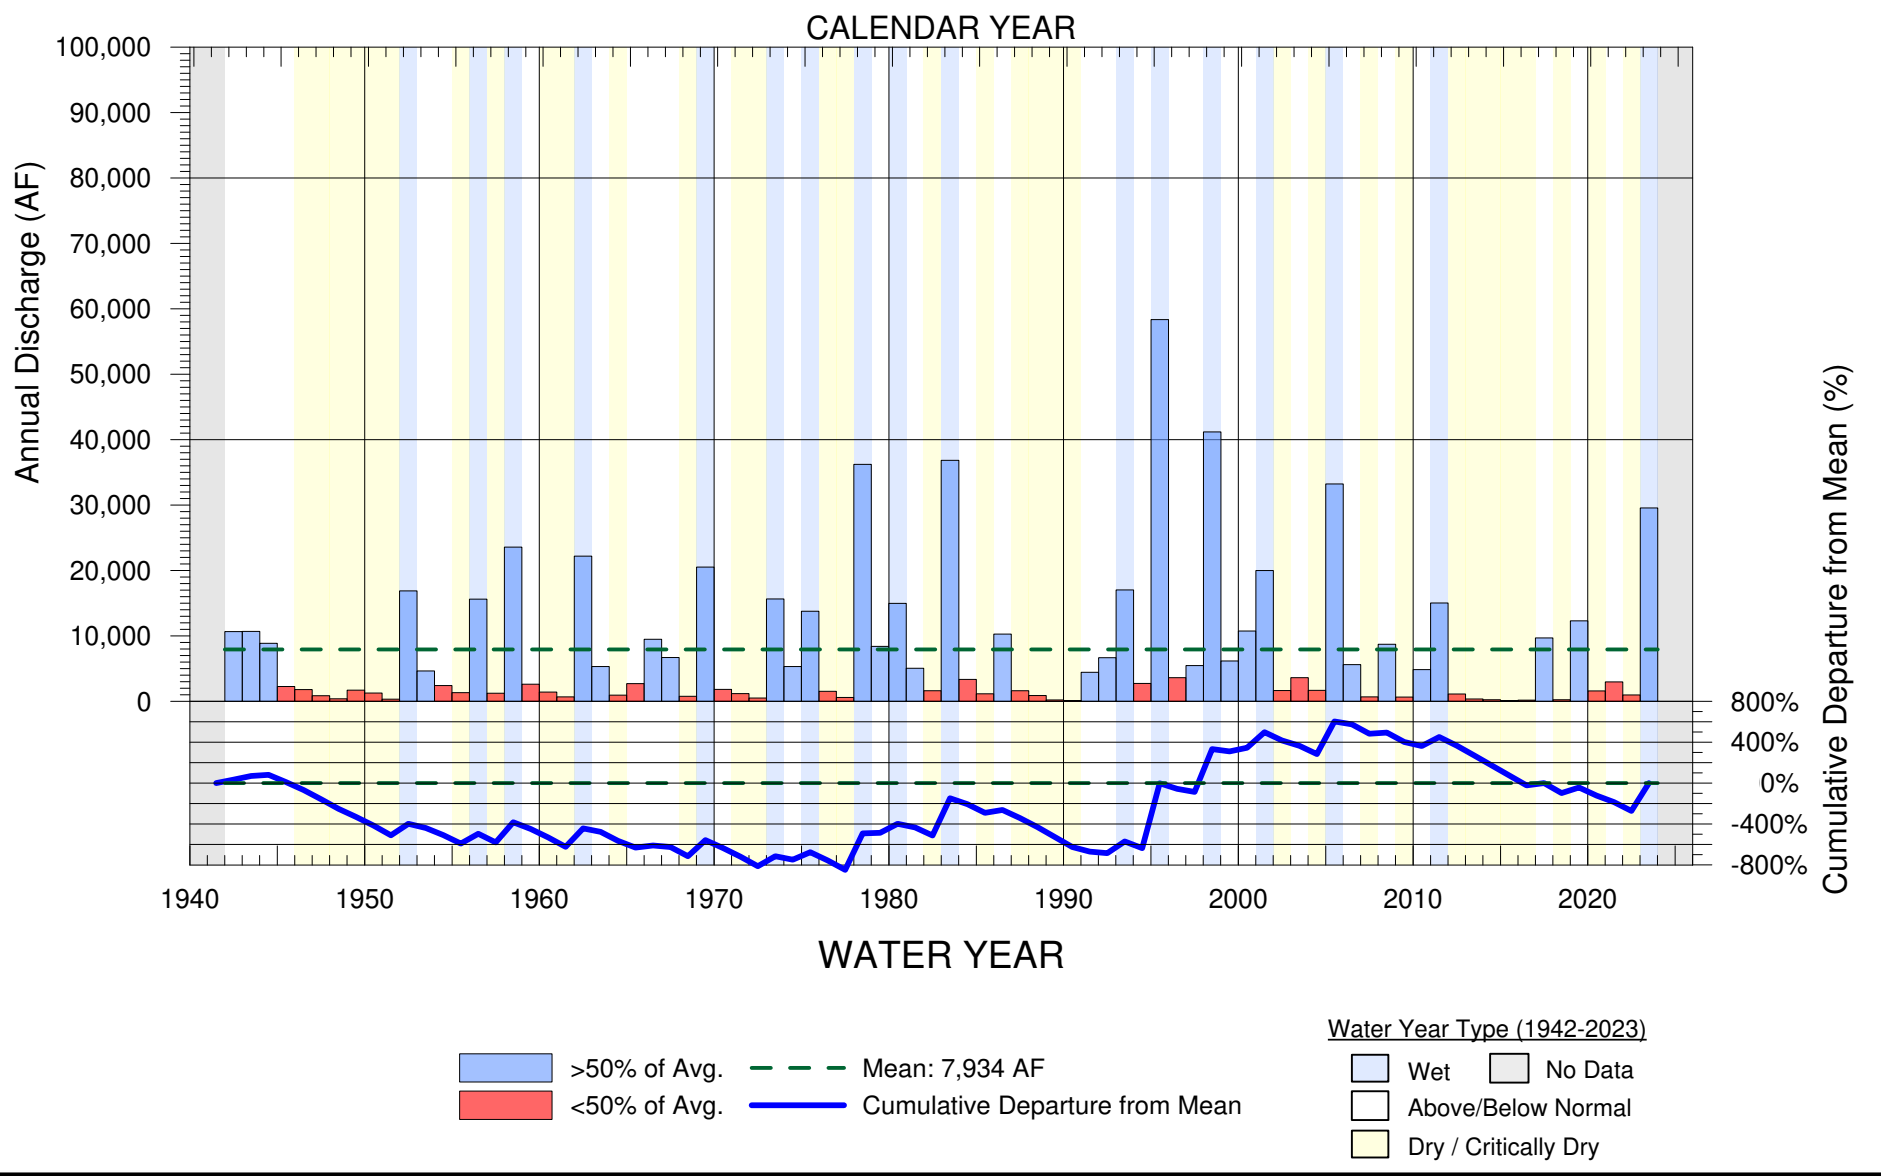 CALENDAR YEAR
Annual Discharge (AF)
100,000
90,000
80,000
70,000
60,000
50,000
40,000
30,000
20,000
10,000
0
800%
400%
0%
-400%
-800%
Cumulative Departure from Mean (%)
1940 1950 1960 1970 1980 1990 2000 2010 2020
WATER YEAR
>50% of Avg. Mean: 7,934 AF
<50% of Avg. Cumulative Departure from Mean
Water Year Type (1942-2023)
Wet No Data
Above/Below Normal
Dry / Critically Dry